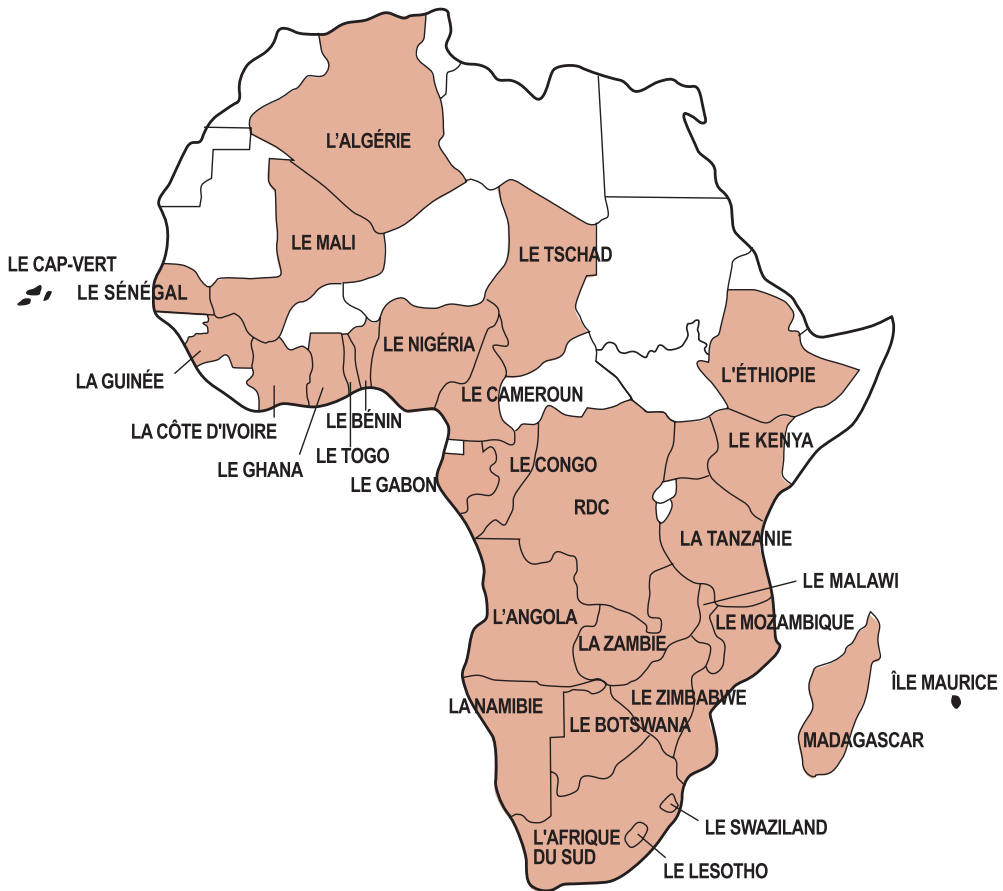 L'ALGÉRIE
LE MALI
LE TSCHAD
LE CAP-VERT
LE SÉNÉGAL
LE NIGÉRIA
LA GUINÉE
L'ÉTHIOPIE
LE CAMEROUN
LE BÉNIN
LA CÔTE D'IVOIRE
LE KENYA
LE TOGO
LE GHANA
LE CONGO
LE GABON
RDC
LA TANZANIE
LE MALAWI
L'ANGOLA
LE MOZAMBIQUE
LA ZAMBIE
ÎLE MAURICE
LE ZIMBABWE
LA NAMIBIE
LE BOTSWANA
MADAGASCAR
LE SWAZILAND
L'AFRIQUE
DU SUD
LE LESOTHO